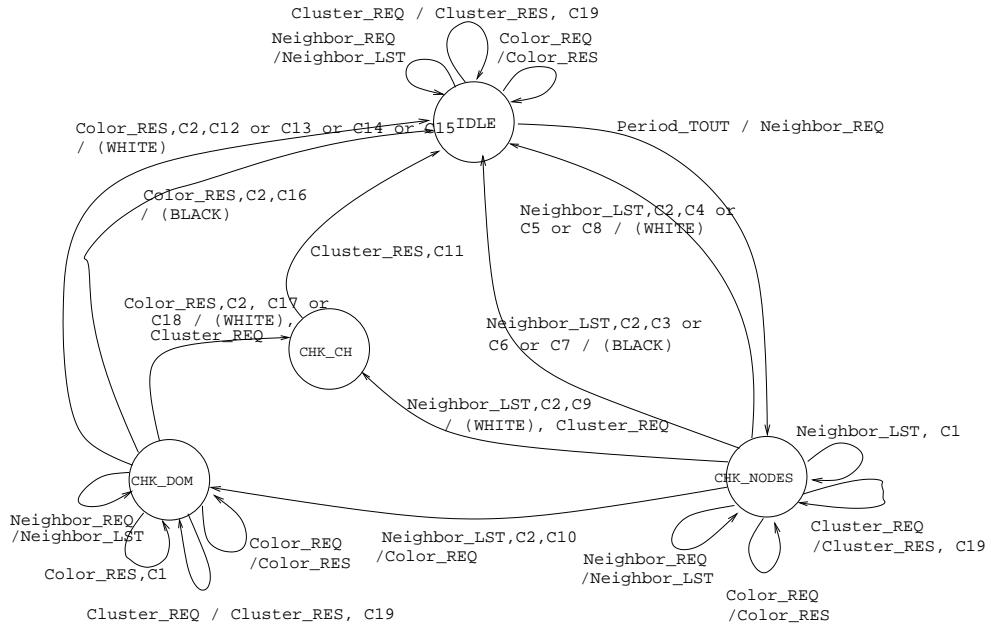 Cluster_REQ / Cluster_RES, C19
Neighbor_REQ
/Neighbor_LST
Color_REQ
/Color_RES
IDLE
Color_RES,C2,C12 or C13 or C14 or C15
/ (WHITE)
Period_TOUT / Neighbor_REQ
Color_RES,C2,C16
/ (BLACK)
Neighbor_LST,C2,C4 or
C5 or C8 / (WHITE)
Cluster_RES,C11
Color_RES,C2, C17 or
C18 / (WHITE),
Cluster_REQ
Neighbor_LST,C2,C3 or
C6 or C7 / (BLACK)
CHK_CH
Neighbor_LST,C2,C9
/ (WHITE), Cluster_REQ
Neighbor_LST, C1
CHK_DOM
CHK_NODES
Neighbor_REQ
/Neighbor_LST
Color_RES,C1
Color_REQ
/Color_RES
Cluster_REQ / Cluster_RES, C19
Neighbor_LST,C2,C10
/Color_REQ
Cluster_REQ
/Cluster_RES, C19
Neighbor_REQ
/Neighbor_LST
Color_REQ
/Color_RES